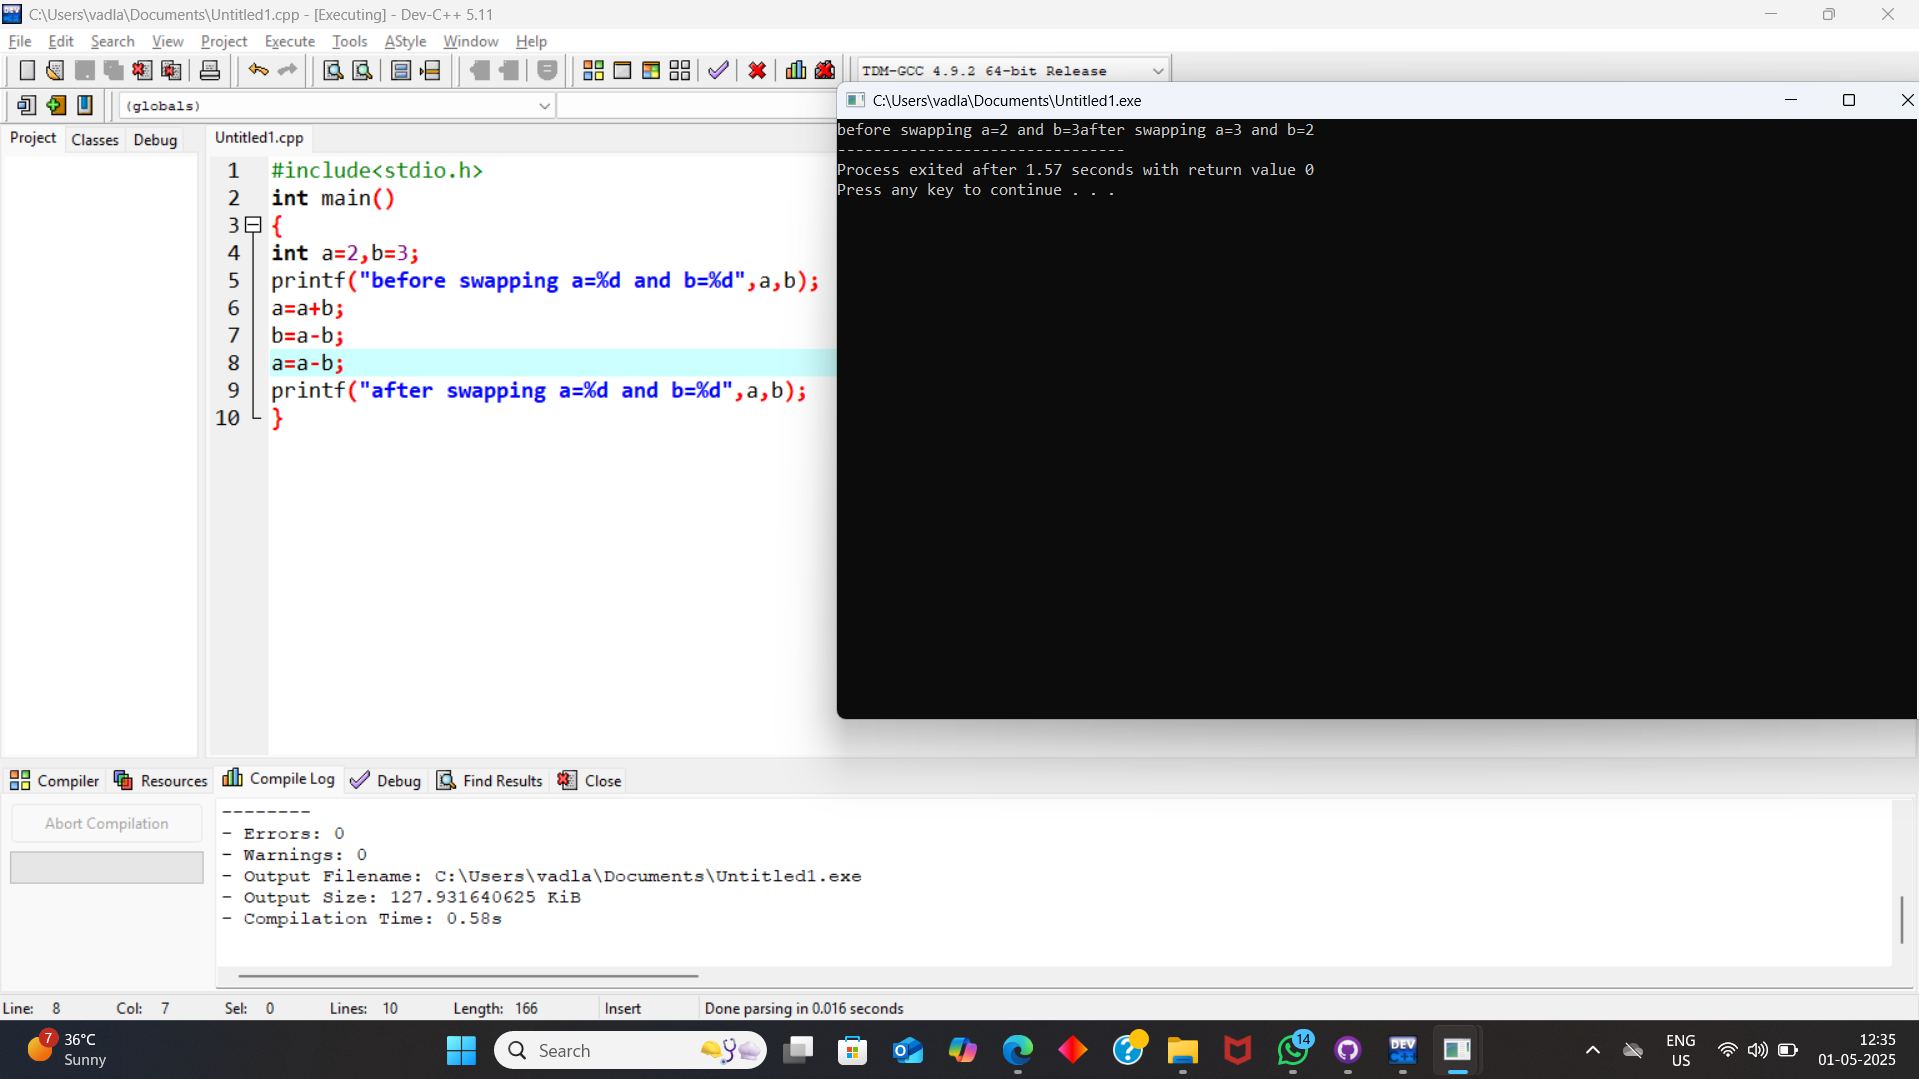 C:\Users\vadla\Documents\Untitled1.cpp - [Executing] - Dev-C++ 5.11
File Edit Search View Project Execute Tools AStyle Window Help
TDM-GCC 4.9.2 64-bit Release
(globals)
Project Classes Debug
Untitled1.cpp
1 #include<stdio.h>
2 int main()
3 {
4 int a=2,b=3;
5 printf("before swapping a=%d and b=%d",a,b);
6 a=a+b;
7 b=a-b;
8 a=a-b;
9 printf("after swapping a=%d and b=%d",a,b);
10 }
C:\Users\vadla\Documents\Untitled1.exe
before swapping a=2 and b=3after swapping a=3 and b=2
--------------------------------
Process exited after 1.57 seconds with return value 0
Press any key to continue . . .
Compiler Resources Compile Log Debug Find Results Close
Abort Compilation
--------
- Errors: 0
- Warnings: 0
- Output Filename: C:\Users\vadla\Documents\Untitled1.exe
- Output Size: 127.931640625 KiB
- Compilation Time: 0.58s
Line: 8 Col: 7 Sel: 0 Lines: 10 Length: 166 Insert Done parsing in 0.016 seconds
7
36°C
Sunny
Search
14
DEV
C++
ENG
US
12:35
01-05-2025